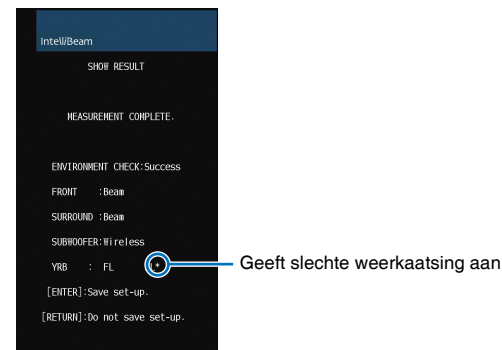 IntelliBeam
SHOW RESULT
MEASUREMENT COMPLETE.
ENVIRONMENT CHECK:Success
FRONT :Beam
SURROUND :Beam
SUBWOOFER:Wireless
YRB : FL *
Geeft slechte weerkaatsing aan
[ENTER]:Save set-up.
[RETURN]:Do not save set-up.